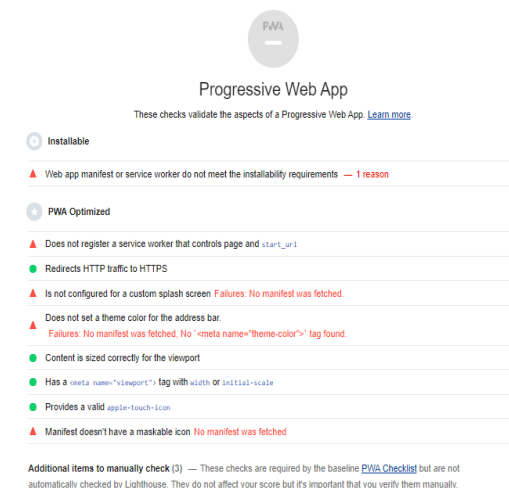 PWA
Progressive Web App
These checks validate the aspects of a Progressive Web App. Learn more.
Installable
Web app manifest or service worker do not meet the installability requirements — 1 reason
PWA Optimized
Does not register a service worker that controls page and start_url
Redirects HTTP traffic to HTTPS
Is not configured for a custom splash screen Failures: No manifest was fetched.
Does not set a theme color for the address bar.
Failures: No manifest was fetched, No `<meta name="theme-color">` tag found.
Content is sized correctly for the viewport
Has a <meta name="viewport"> tag with width or initial-scale
Provides a valid apple-touch-icon
Manifest doesn't have a maskable icon No manifest was fetched
Additional items to manually check (3) — These checks are required by the baseline PWA Checklist but are not
automatically checked by Lighthouse. They do not affect your score but it's important that you verify them manually.